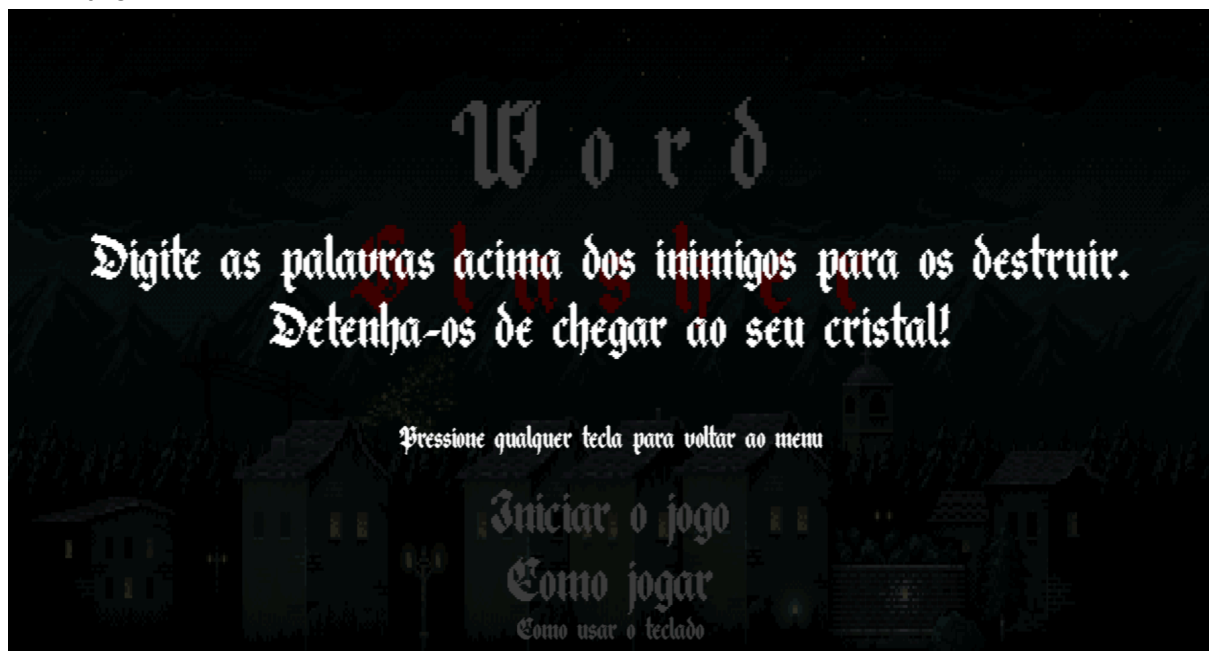 Word
Slasher
Digite as palavras acima dos inimigos para os destruir.
Detenha-os de chegar ao seu cristal!
Pressione qualquer tecla para voltar ao menu
Iniciar o jogo
Como jogar
Como usar o teclado